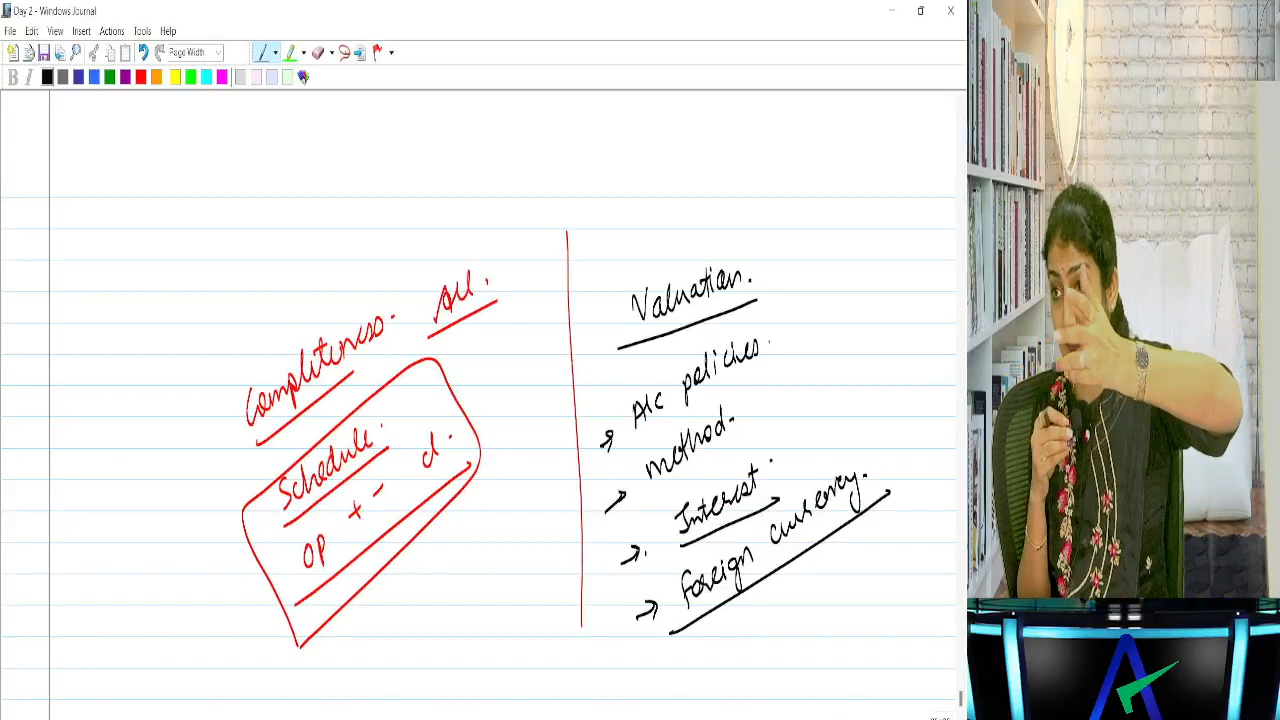 Day 2 - Windows Journal
File Edit View Insert Actions Tools Help
Page Width
B I
Completeness. All.
Schedule.
OP + - cl.
Valuation.
→ A/c policies.
→ method.
→ Interest.
→ Foreign currency.